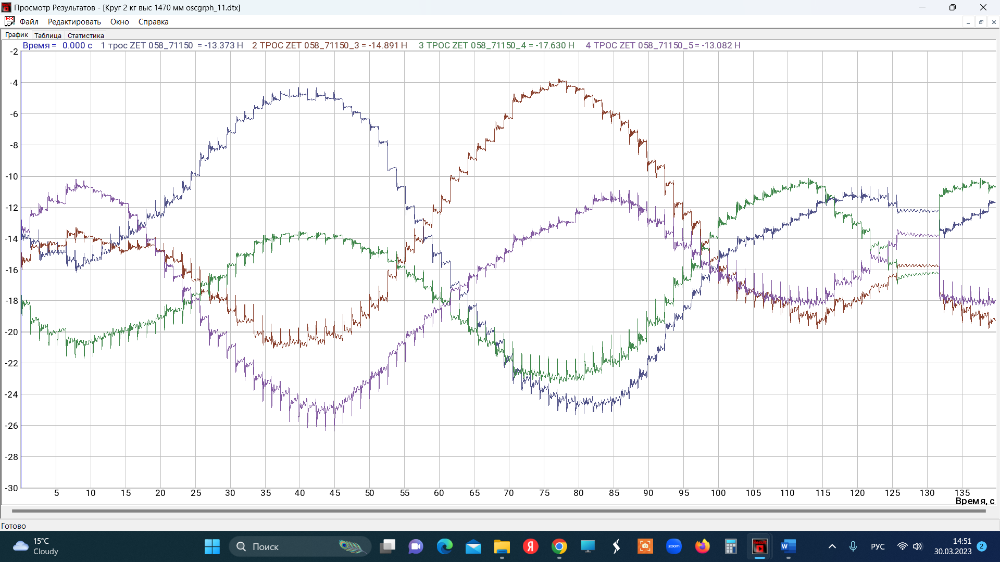 Просмотр Результатов - [Круг 2 кг выс 1470 мм oscgrph_11.dtx]
Файл Редактировать Окно Справка
График Таблица Статистика
Время = 0.000 с 1 трос ZET 058_71150 = -13.373 Н 2 ТРОС ZET 058_71150_3 = -14.891 Н 3 ТРОС ZET 058_71150_4 = -17.630 Н 4 ТРОС ZET 058_71150_5 = -13.082 Н
-2
-4
-6
-8
-10
-12
-14
-16
-18
-20
-22
-24
-26
-28
-30
5 10 15 20 25 30 35 40 45 50 55 60 65 70 75 80 85 90 95 100 105 110 115 120 125 130 135
Время, с
Готово
15°C
Cloudy
Поиск
Я
zoom
W
РУС
14:51
30.03.2023
2